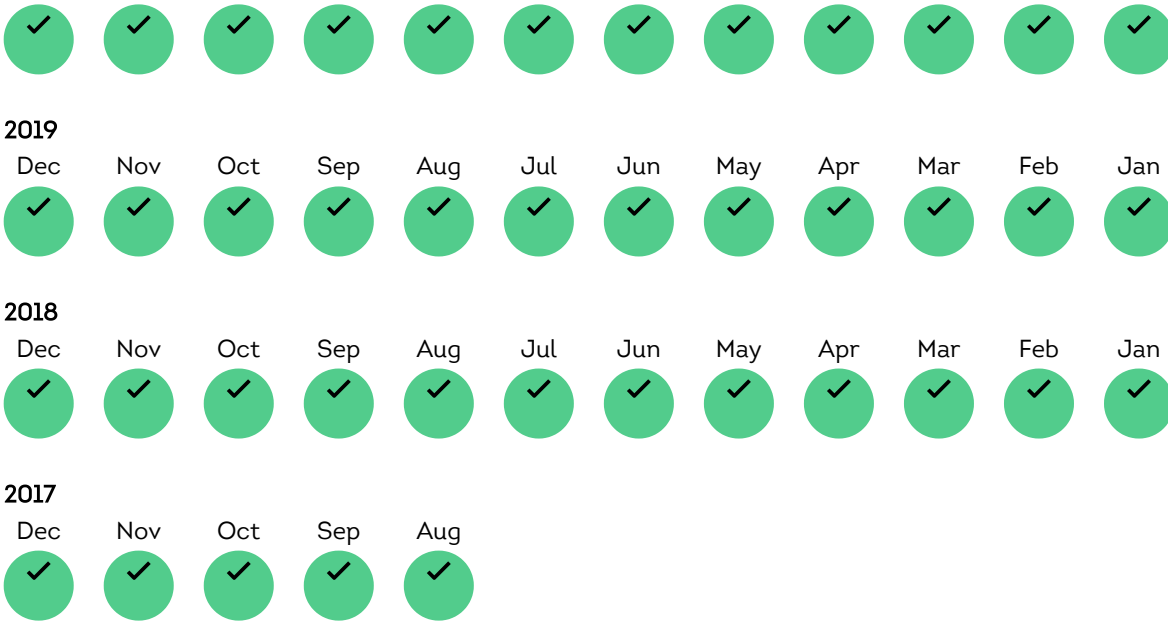 2019
Dec Nov Oct Sep Aug Jul Jun May Apr Mar Feb Jan
2018
Dec Nov Oct Sep Aug Jul Jun May Apr Mar Feb Jan
2017
Dec Nov Oct Sep Aug